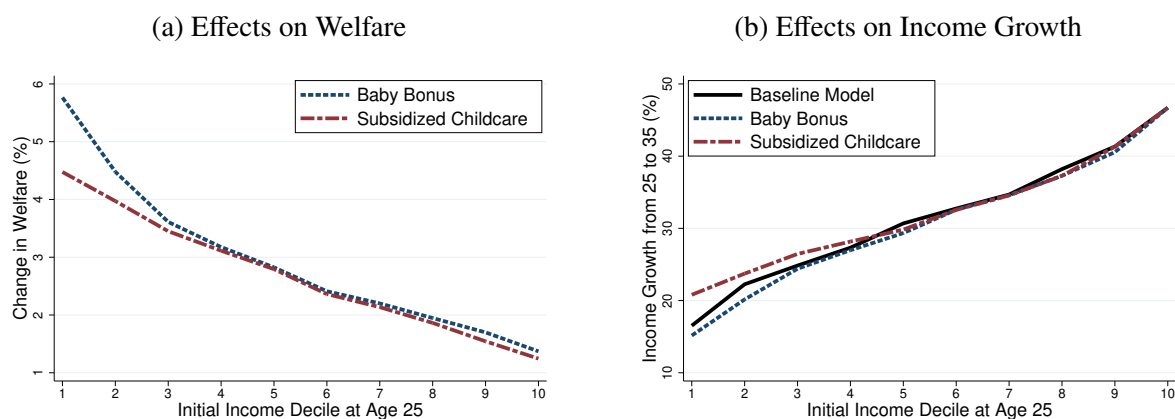 (a) Effects on Welfare
Change in Welfare (%)
6
5
4
3
2
1
Baby Bonus
Subsidized Childcare
1 2 3 4 5 6 7 8 9 10
Initial Income Decile at Age 25
(b) Effects on Income Growth
Income Growth from 25 to 35 (%)
50
40
30
20
10
Baseline Model
Baby Bonus
Subsidized Childcare
1 2 3 4 5 6 7 8 9 10
Initial Income Decile at Age 25